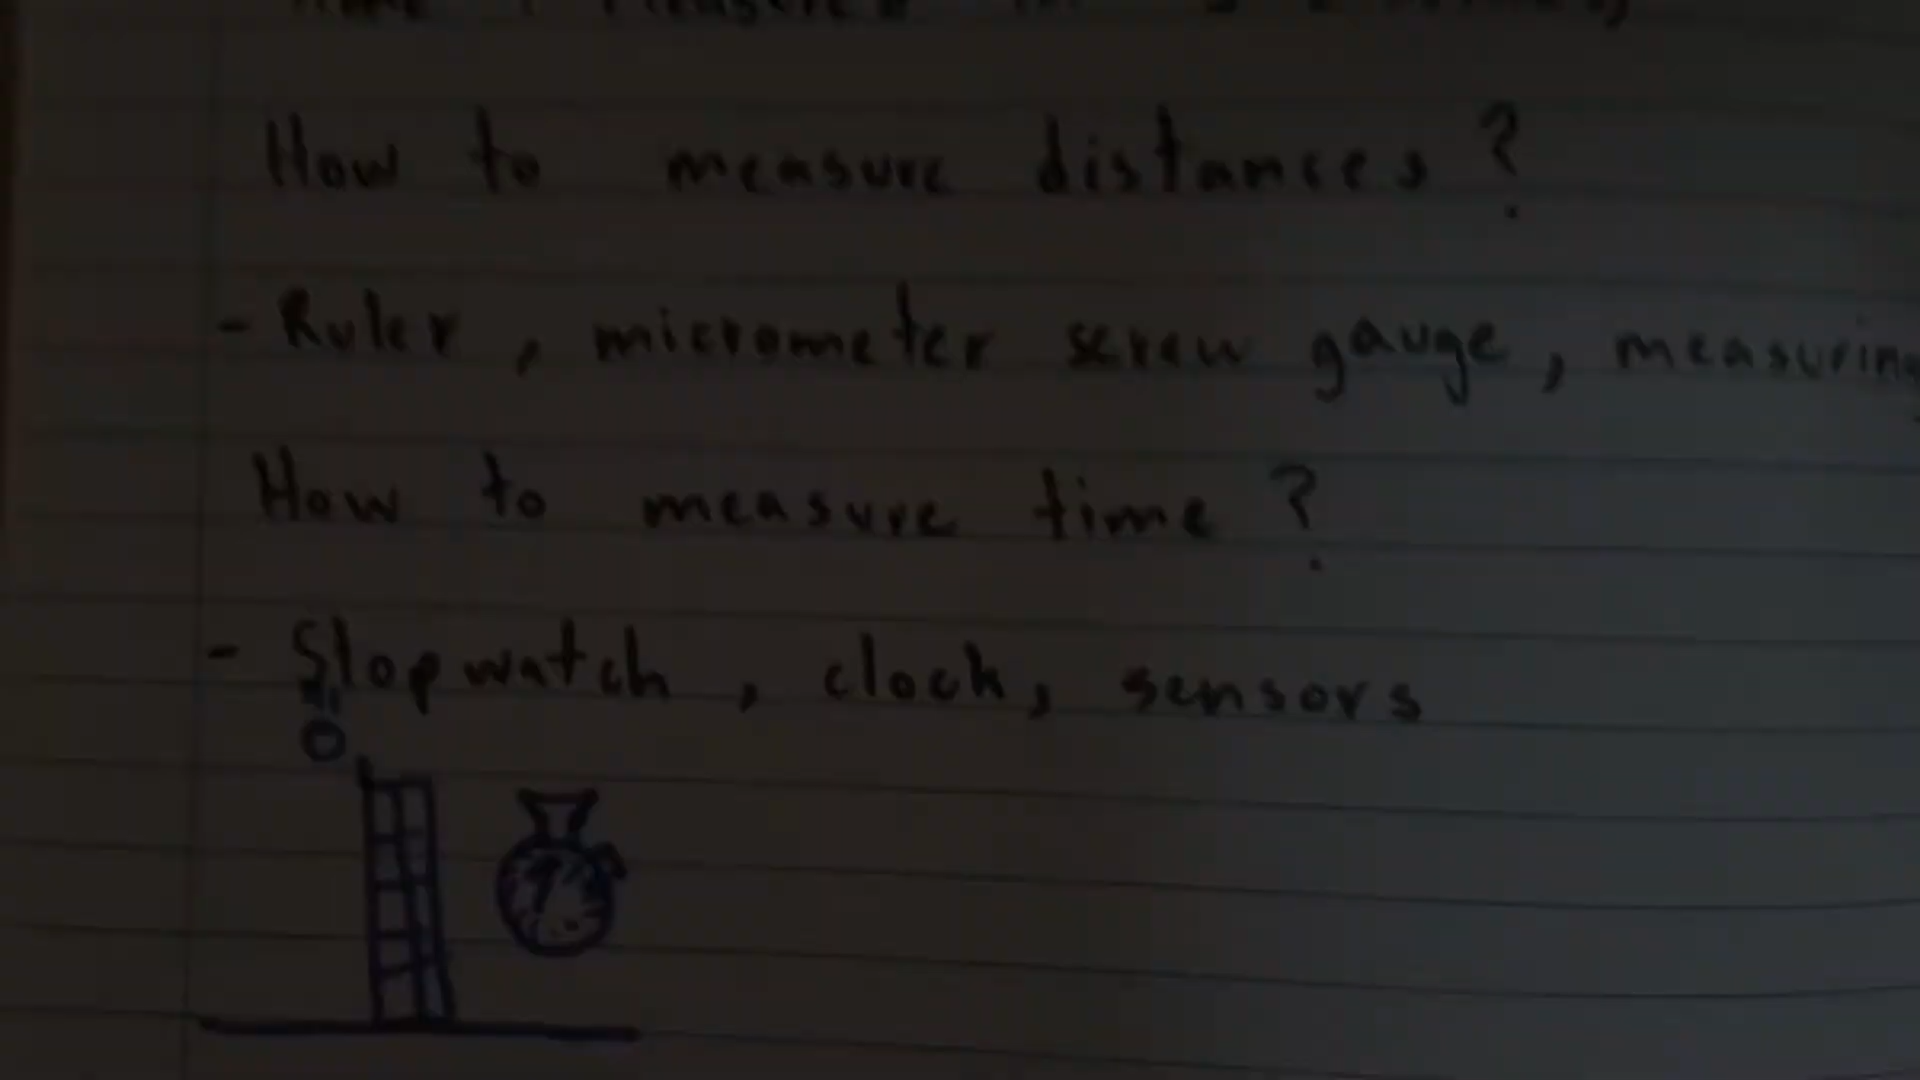 How to measure distances?
- Ruler, micrometer screw gauge, measuring
How to measure time?
- Stopwatch, clock, sensors